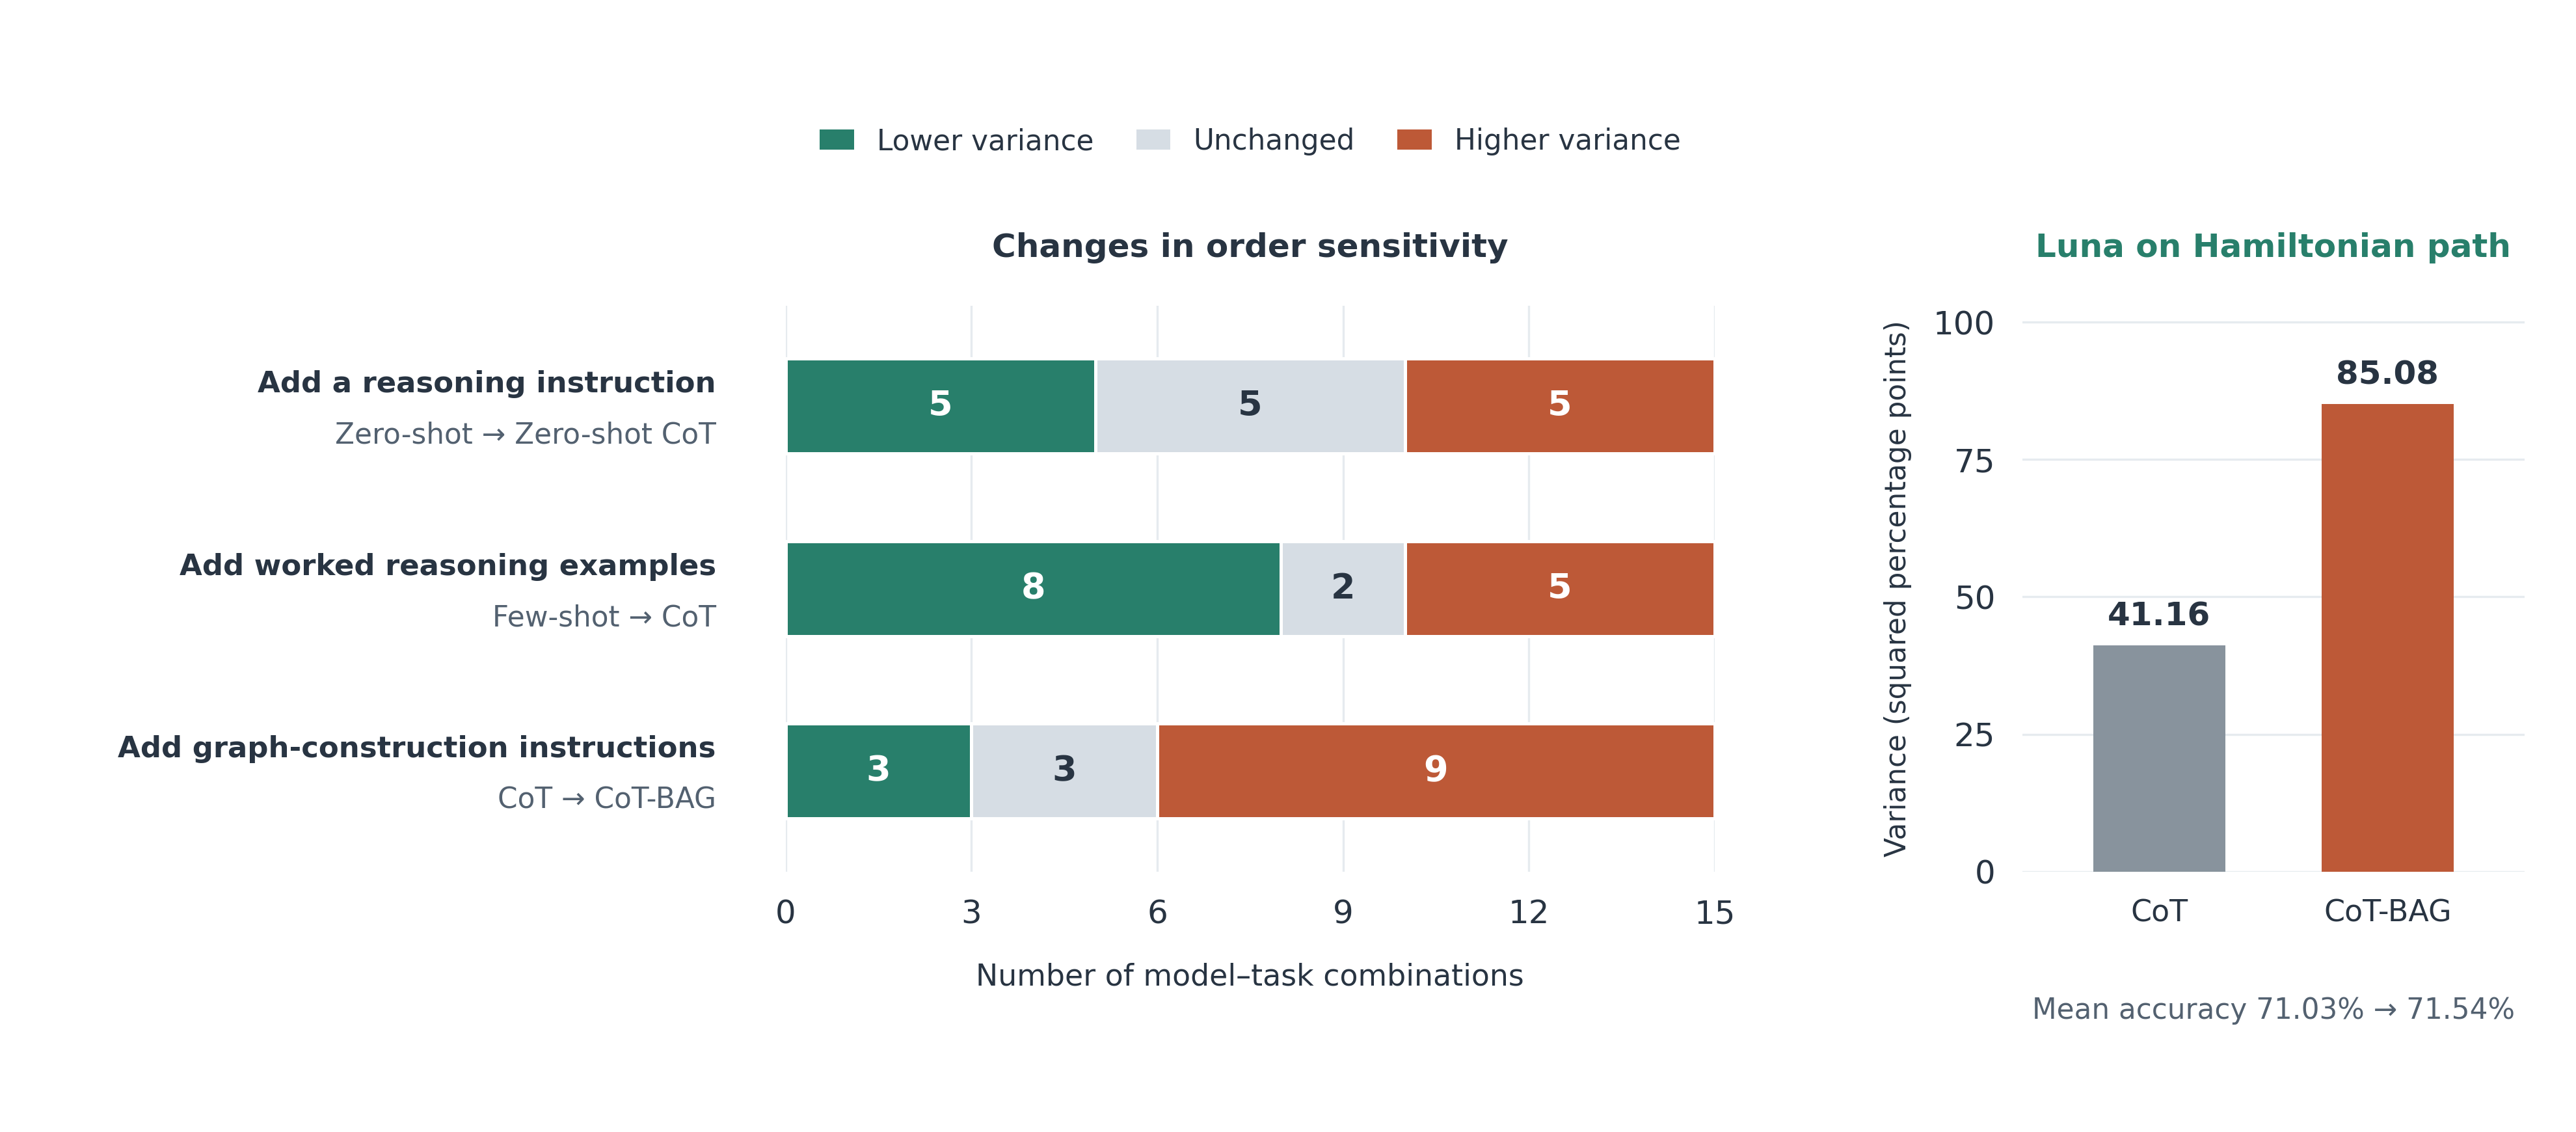 Lower variance
Unchanged
Higher variance
Changes in order sensitivity
Add a reasoning instruction
Zero-shot → Zero-shot CoT
5
5
5
Add worked reasoning examples
Few-shot → CoT
8
2
5
Add graph-construction instructions
CoT → CoT-BAG
3
3
9
0
3
6
9
12
15
Number of model–task combinations
Luna on Hamiltonian path
Variance (squared percentage points)
100
75
50
25
0
41.16
85.08
CoT
CoT-BAG
Mean accuracy 71.03% → 71.54%